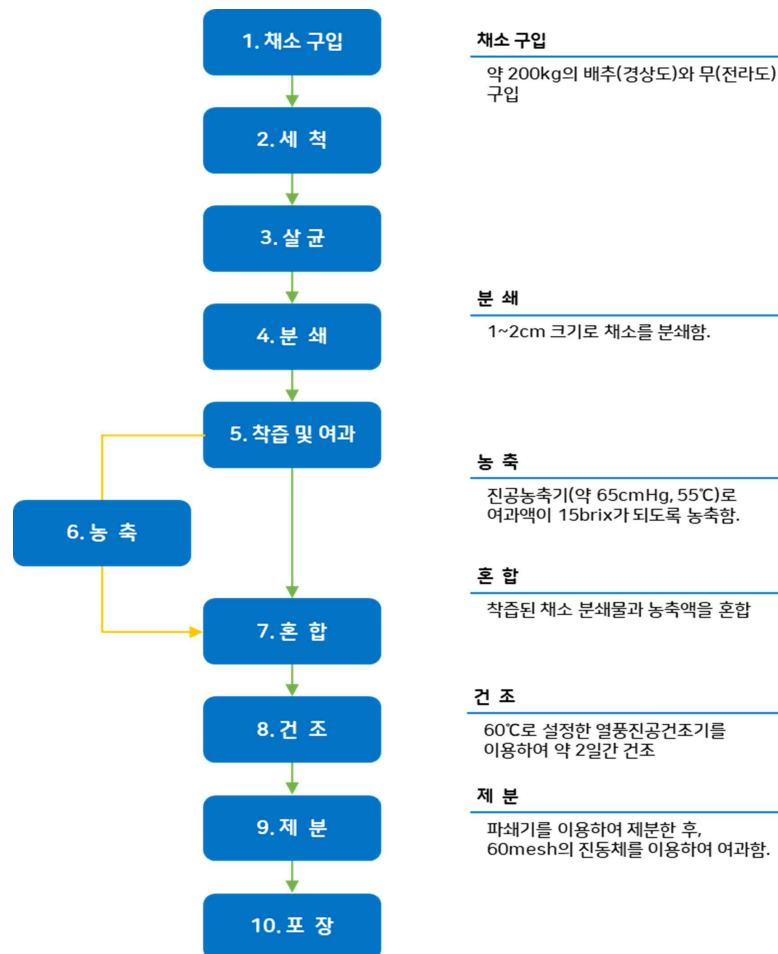 1. 채소 구입
채소 구입
약 200kg의 배추(경상도)와 무(전라도)
구입
2. 세 척
3. 살 균
4. 분 쇄
분 쇄
1~2cm 크기로 채소를 분쇄함.
5. 착즙 및 여과
6. 농 축
농 축
진공농축기(약 65cmHg, 55℃)로
여과액이 15brix가 되도록 농축함.
7. 혼 합
혼 합
착즙된 채소 분쇄물과 농축액을 혼합
8. 건 조
건 조
60℃로 설정한 열풍진공건조기를
이용하여 약 2일간 건조
9. 제 분
제 분
파쇄기를 이용하여 제분한 후,
60mesh의 진동체를 이용하여 여과함.
10. 포 장